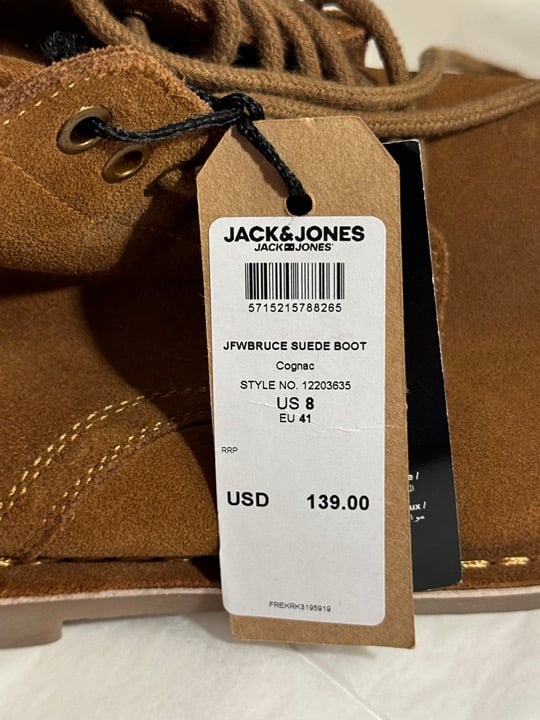 JACK&JONES
JACK&JONES
5715215788265
JFWBRUCE SUEDE BOOT
Cognac
STYLE NO. 12203635
US 8
EU 41
RRP
USD 139.00
FREKRK3195919
e /
ux /